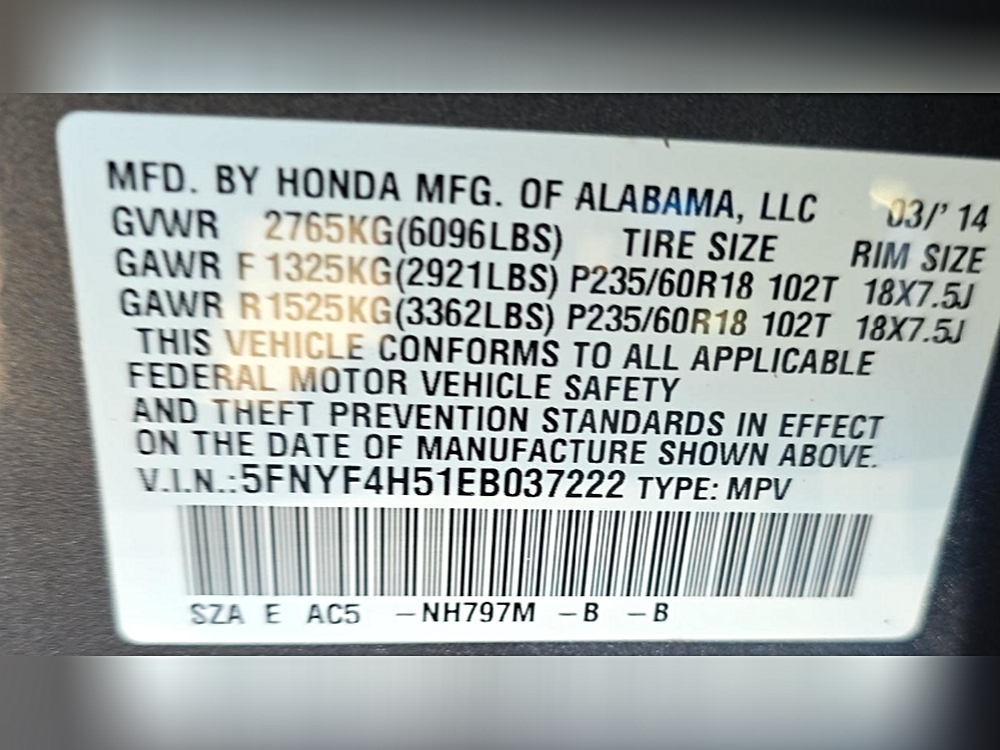 MFD. BY HONDA MFG. OF ALABAMA, LLC 03/' 14
GVWR 2765KG(6096LBS) TIRE SIZE RIM SIZE
GAWR F 1325KG(2921LBS) P235/60R18 102T 18X7.5J
GAWR R1525KG(3362LBS) P235/60R18 102T 18X7.5J
THIS VEHICLE CONFORMS TO ALL APPLICABLE
FEDERAL MOTOR VEHICLE SAFETY
AND THEFT PREVENTION STANDARDS IN EFFECT
ON THE DATE OF MANUFACTURE SHOWN ABOVE.
V.I.N.:5FNYF4H51EB037222 TYPE: MPV
SZA E AC5 –NH797M –B –B